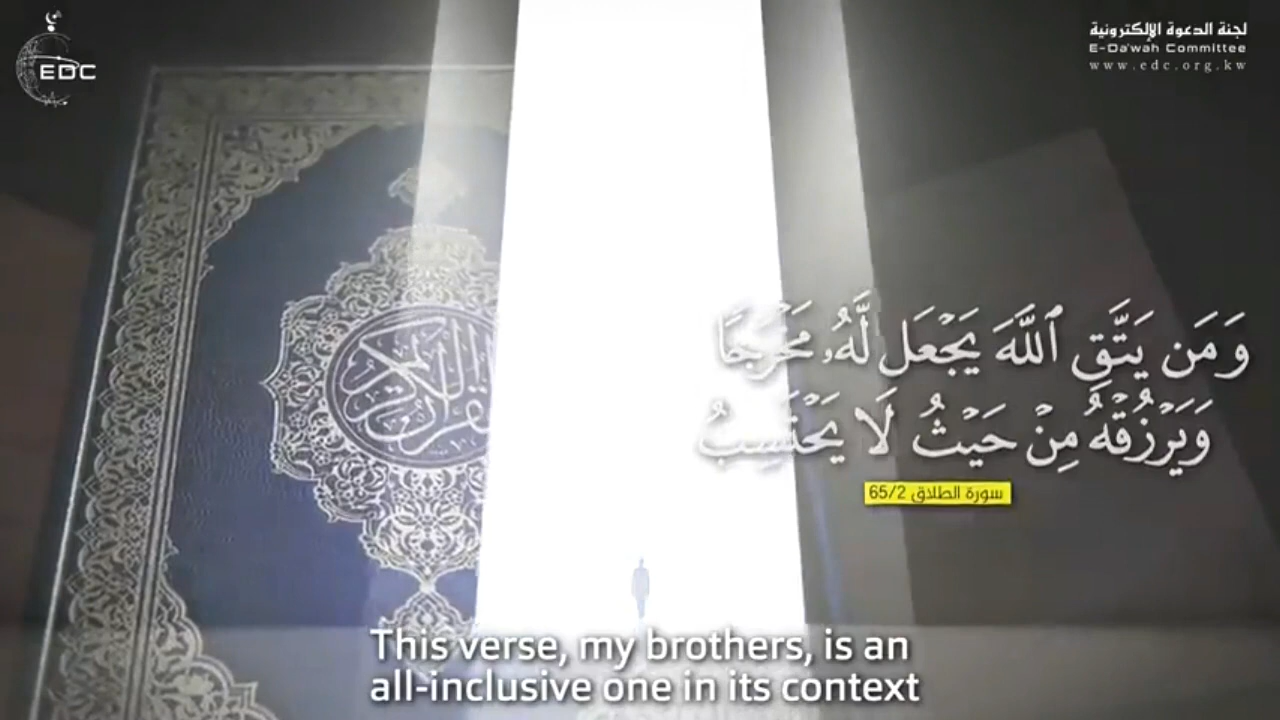 EDC
لجنة الدعوة الإلكترونية
E-Da'wah Committee
www.edc.org.kw
وَمَن يَتَّقِ ٱللَّهَ يَجْعَل لَّهُۥ مَخْرَجًا
وَيَرْزُقْهُ مِنْ حَيْثُ لَا يَحْتَسِبُ
سورة الطلاق 65/2
This verse, my brothers, is an
all-inclusive one in its context